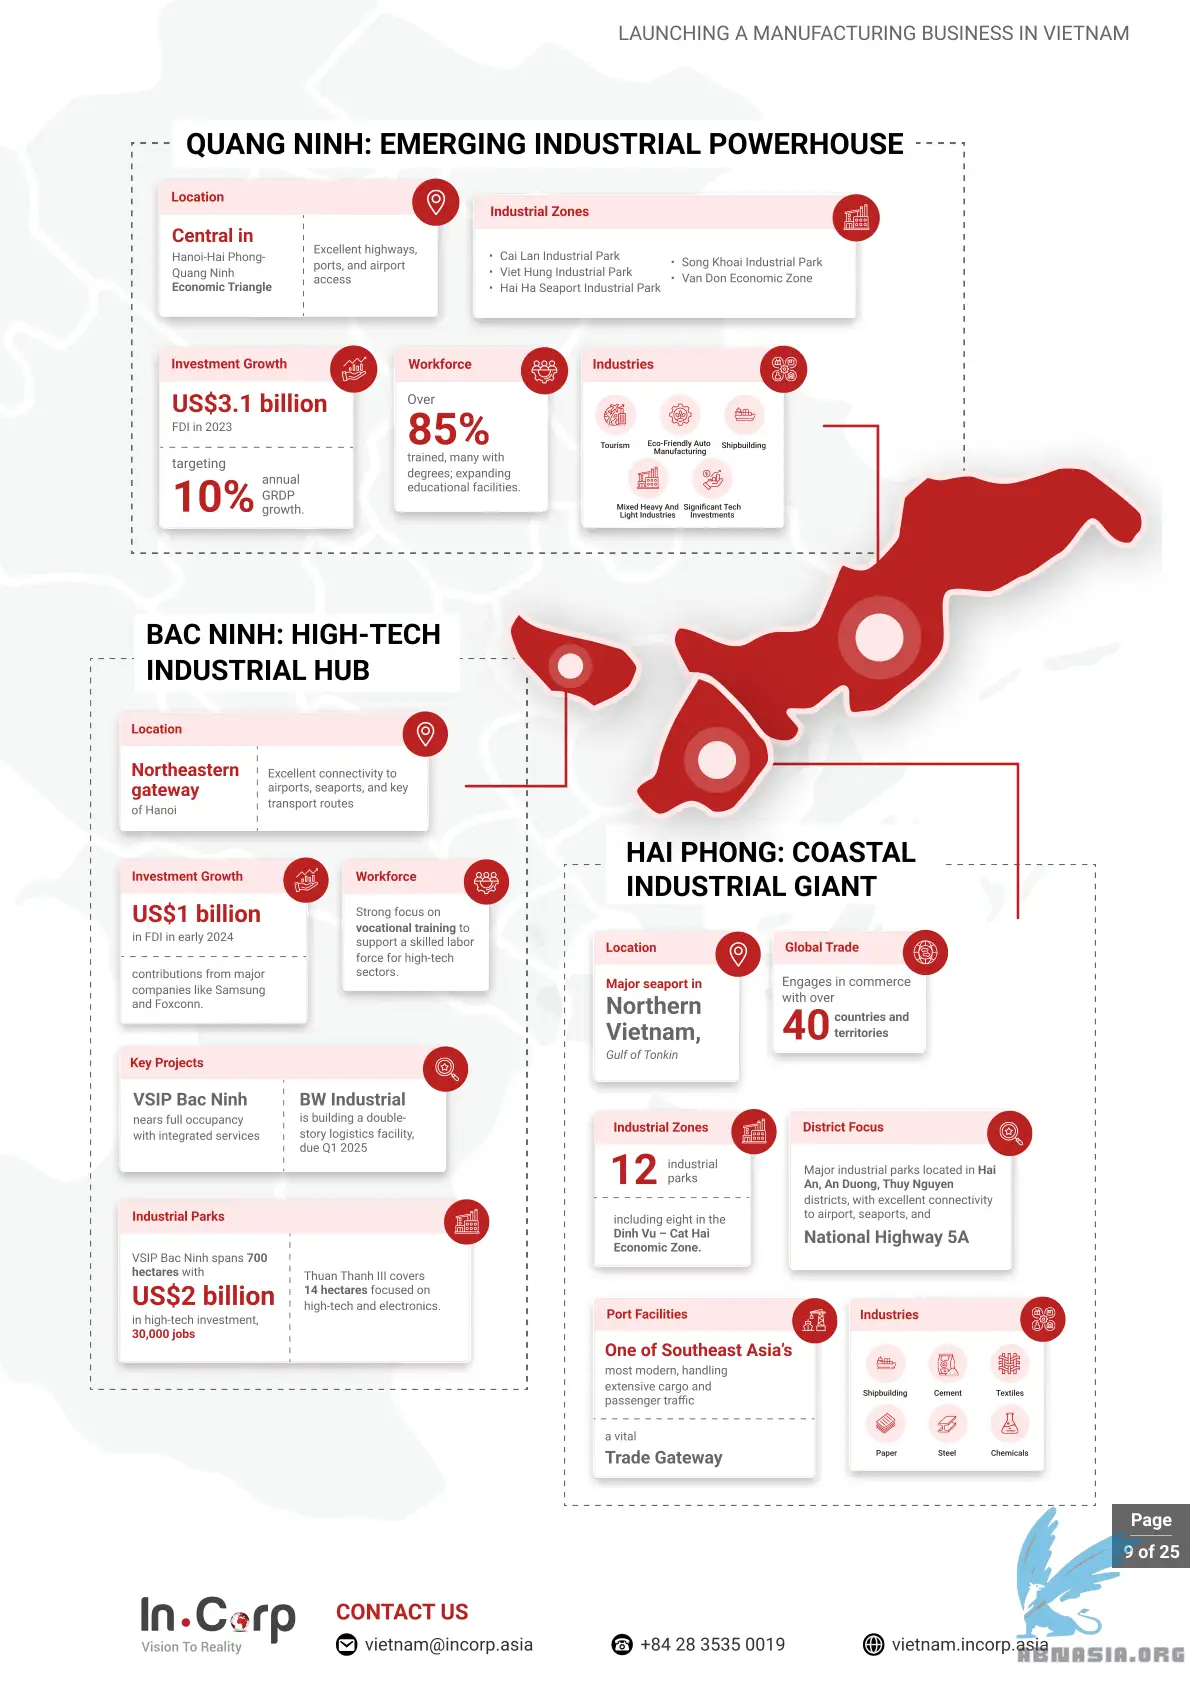 LAUNCHING A MANUFACTURING BUSINESS IN VIETNAM
QUANG NINH: EMERGING INDUSTRIAL POWERHOUSE
Location
Central in
Hanoi-Hai Phong-
Quang Ninh
Economic Triangle
Excellent highways,
ports, and airport
access
Industrial Zones
• Cai Lan Industrial Park
• Viet Hung Industrial Park
• Hai Ha Seaport Industrial Park
• Song Khoai Industrial Park
• Van Don Economic Zone
Investment Growth
US$3.1 billion
FDI in 2023
targeting
10%
annual
GRDP
growth.
Workforce
Over
85%
trained, many with
degrees; expanding
educational facilities.
Industries
Tourism
Eco-Friendly Auto
Manufacturing
Shipbuilding
Mixed Heavy And
Light Industries
Significant Tech
Investments
BAC NINH: HIGH-TECH
INDUSTRIAL HUB
Location
Northeastern
gateway
of Hanoi
Excellent connectivity to
airports, seaports, and key
transport routes
Investment Growth
US$1 billion
in FDI in early 2024
contributions from major
companies like Samsung
and Foxconn.
Workforce
Strong focus on
vocational training to
support a skilled labor
force for high-tech
sectors.
Key Projects
VSIP Bac Ninh
nears full occupancy
with integrated services
BW Industrial
is building a double-
story logistics facility,
due Q1 2025
Industrial Parks
VSIP Bac Ninh spans 700
hectares with
US$2 billion
in high-tech investment,
30,000 jobs
Thuan Thanh III covers
14 hectares focused on
high-tech and electronics.
HAI PHONG: COASTAL
INDUSTRIAL GIANT
Location
Major seaport in
Northern
Vietnam,
Gulf of Tonkin
Global Trade
Engages in commerce
with over
40
countries and
territories
Industrial Zones
12
industrial
parks
including eight in the
Dinh Vu – Cat Hai
Economic Zone.
District Focus
Major industrial parks located in Hai
An, An Duong, Thuy Nguyen
districts, with excellent connectivity
to airport, seaports, and
National Highway 5A
Port Facilities
One of Southeast Asia's
most modern, handling
extensive cargo and
passenger traffic
a vital
Trade Gateway
Industries
Shipbuilding
Cement
Textiles
Paper
Steel
Chemicals
Page
9 of 25
In.Corp
Vision To Reality
CONTACT US
vietnam@incorp.asia
+84 28 3535 0019
vietnam.incorp.asia
ABNASIA.ORG